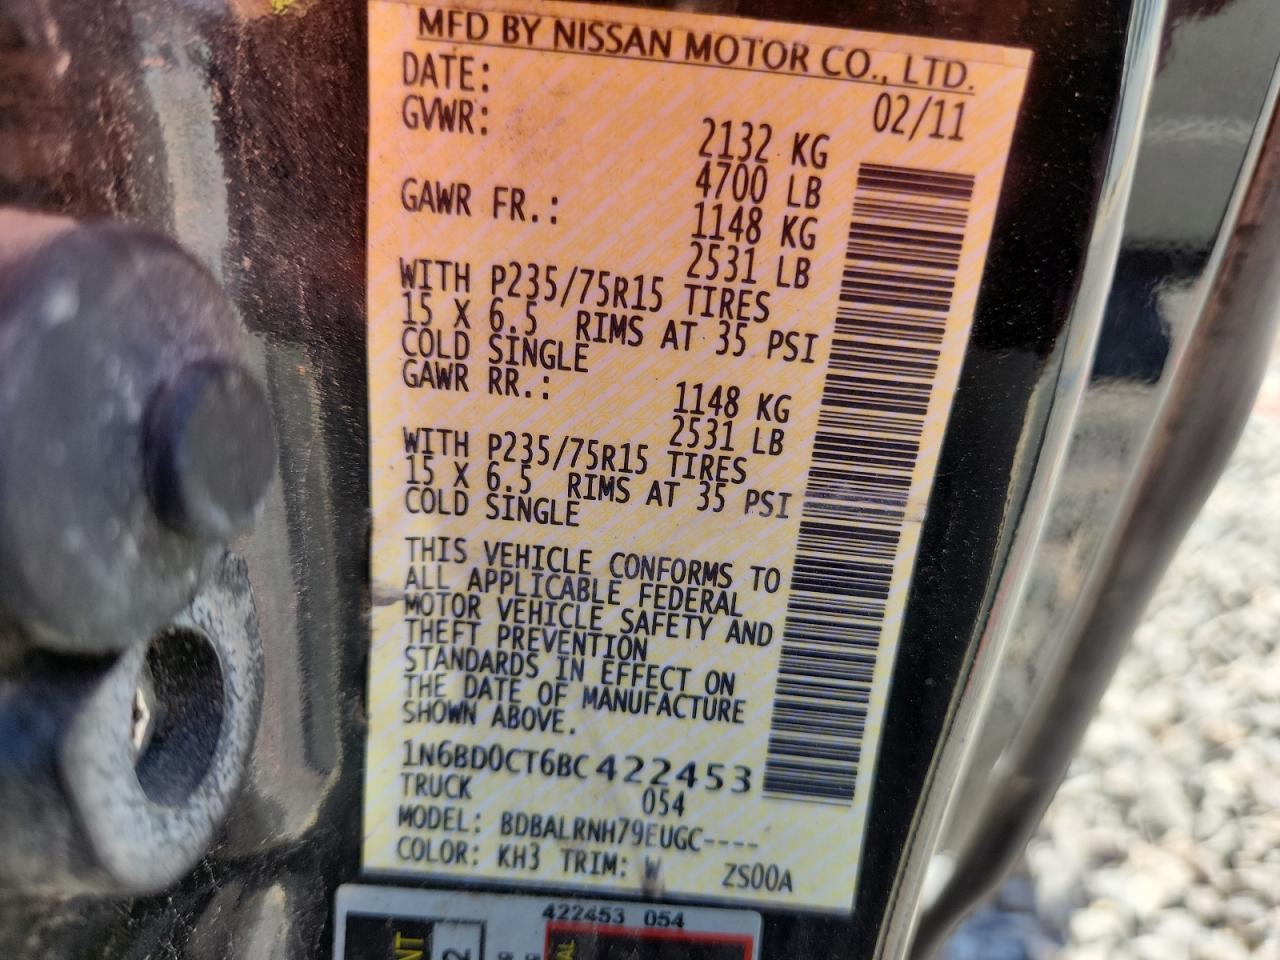 MFD BY NISSAN MOTOR CO., LTD.
DATE: 02/11
GVWR: 2132 KG
4700 LB
GAWR FR.: 1148 KG
2531 LB
WITH P235/75R15 TIRES
15 X 6.5 RIMS AT 35 PSI
COLD SINGLE
GAWR RR.: 1148 KG
2531 LB
WITH P235/75R15 TIRES
15 X 6.5 RIMS AT 35 PSI
COLD SINGLE
THIS VEHICLE CONFORMS TO
ALL APPLICABLE FEDERAL
MOTOR VEHICLE SAFETY AND
THEFT PREVENTION
STANDARDS IN EFFECT ON
THE DATE OF MANUFACTURE
SHOWN ABOVE.
1N6BD0CT6BC422453
TRUCK 054
MODEL: BDBALRNH79EUGC----
COLOR: KH3 TRIM: W ZS00A
422453 054